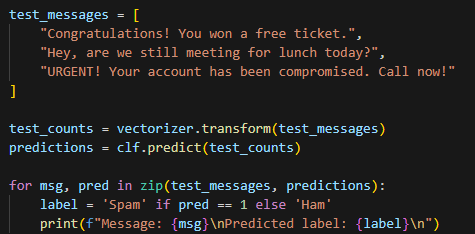 test_messages = [
    "Congratulations! You won a free ticket.",
    "Hey, are we still meeting for lunch today?",
    "URGENT! Your account has been compromised. Call now!"
]

test_counts = vectorizer.transform(test_messages)
predictions = clf.predict(test_counts)

for msg, pred in zip(test_messages, predictions):
    label = 'Spam' if pred == 1 else 'Ham'
    print(f"Message: {msg}\nPredicted label: {label}\n")